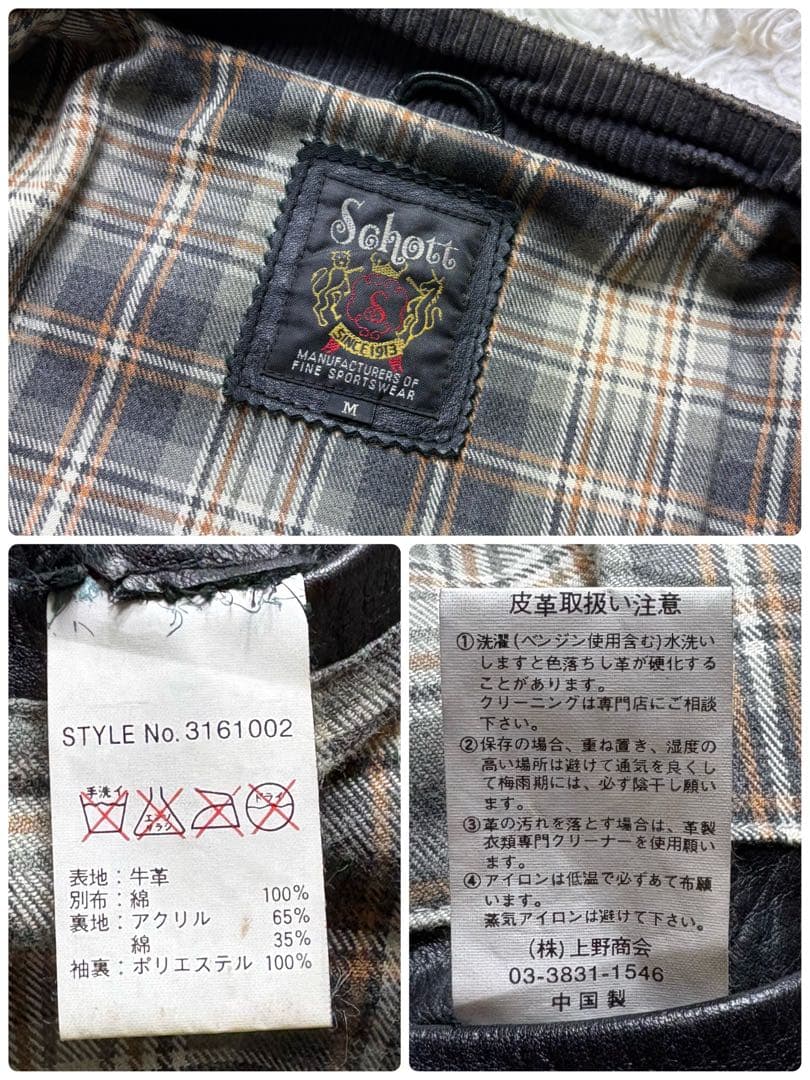 Schott
S
SINCE 1913
MANUFACTURERS OF
FINE SPORTSWEAR
M
STYLE No. 3161002
手洗イ
エンソ
サラシ
ドライ
表地：牛革
別布：綿 100%
裏地：アクリル 65%
綿 35%
袖裏：ポリエステル 100%
皮革取扱い注意
①洗濯(ベンジン使用含む)水洗い
しますと色落ちし革が硬化する
ことがあります。
クリーニングは専門店にご相談
下さい。
②保存の場合、重ね置き、湿度の
高い場所は避けて通気を良くし
て梅雨期には、必ず陰干し願い
ます。
③革の汚れを落とす場合は、革製
衣類専門クリーナーを使用願い
ます。
④アイロンは低温で必ずあて布願
います。
蒸気アイロンは避けて下さい。
(株)上野商会
03-3831-1546
中国製